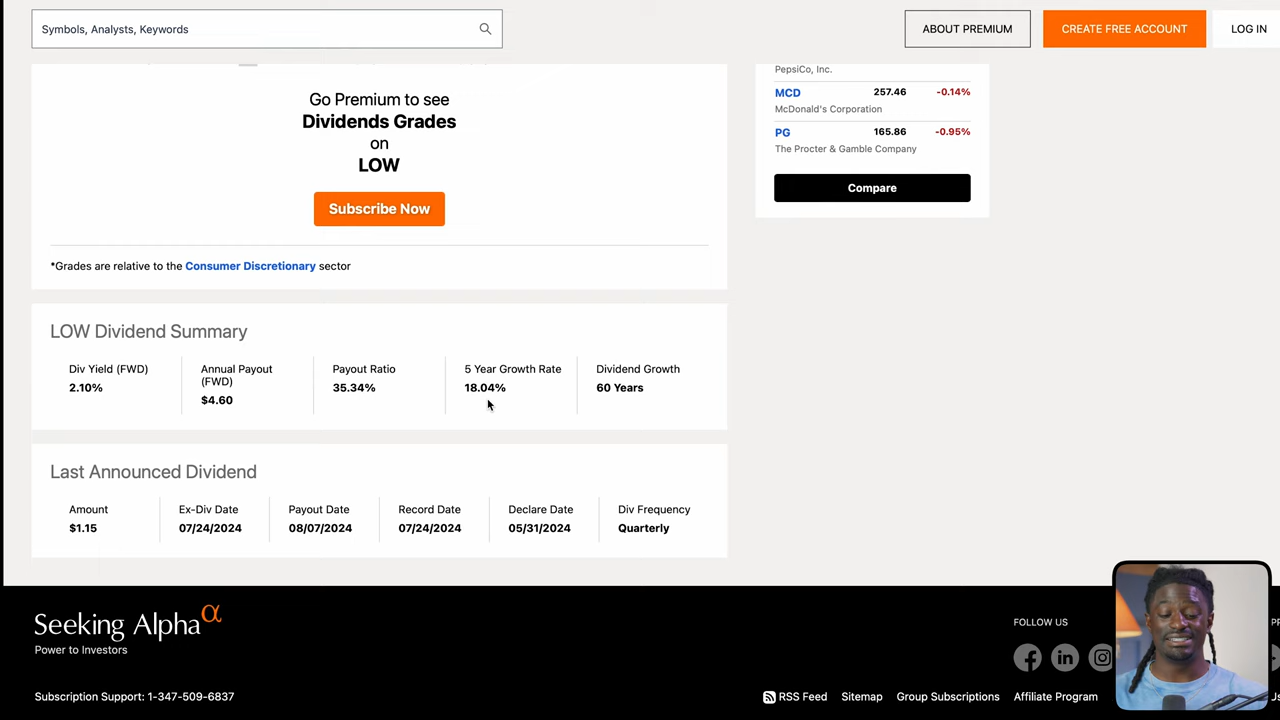 Symbols, Analysts, Keywords
ABOUT PREMIUM
CREATE FREE ACCOUNT
LOG IN
Go Premium to see
Dividends Grades
on
LOW
Subscribe Now
*Grades are relative to the Consumer Discretionary sector
PepsiCo, Inc.
MCD 257.46 -0.14%
McDonald's Corporation
PG 165.86 -0.95%
The Procter & Gamble Company
Compare
LOW Dividend Summary
Div Yield (FWD)
2.10%
Annual Payout
(FWD)
$4.60
Payout Ratio
35.34%
5 Year Growth Rate
18.04%
Dividend Growth
60 Years
Last Announced Dividend
Amount
$1.15
Ex-Div Date
07/24/2024
Payout Date
08/07/2024
Record Date
07/24/2024
Declare Date
05/31/2024
Div Frequency
Quarterly
Seeking Alpha α
Power to Investors
Subscription Support: 1-347-509-6837
FOLLOW US
RSS Feed
Sitemap
Group Subscriptions
Affiliate Program